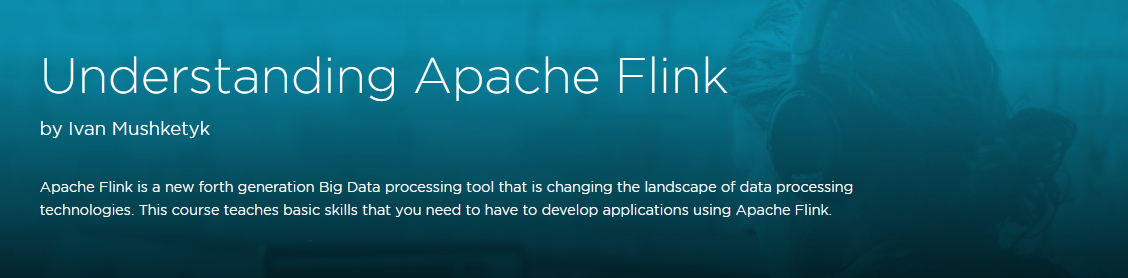 Understanding Apache Flink
by Ivan Mushketyk
Apache Flink is a new forth generation Big Data processing tool that is changing the landscape of data processing
technologies. This course teaches basic skills that you need to have to develop applications using Apache Flink.